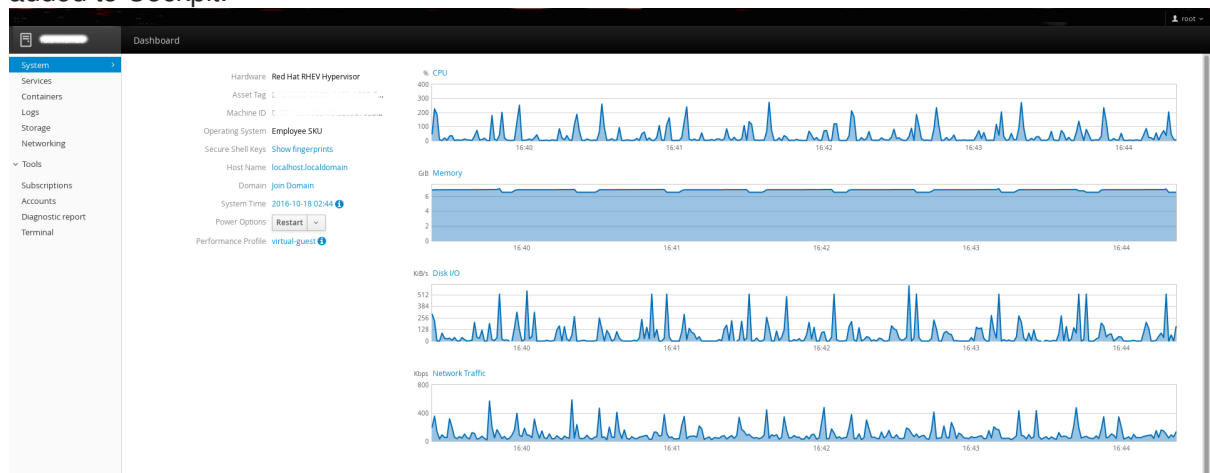 added to Cockpit.
root
Dashboard
System
Services
Containers
Logs
Storage
Networking
Tools
Subscriptions
Accounts
Diagnostic report
Terminal
Hardware Red Hat RHEV Hypervisor
Asset Tag ...
Machine ID
Operating System Employee SKU
Secure Shell Keys Show fingerprints
Host Name localhost.localdomain
Domain Join Domain
System Time 2016-10-18 02:44
Power Options Restart
Performance Profile virtual-guest
% CPU
400
300
200
100
0
16:40 16:41 16:42 16:43 16:44
GiB Memory
6
4
2
0
16:40 16:41 16:42 16:43 16:44
KiB/s Disk I/O
512
384
256
128
0
16:40 16:41 16:42 16:43 16:44
Kbps Network Traffic
800
400
0
16:40 16:41 16:42 16:43 16:44